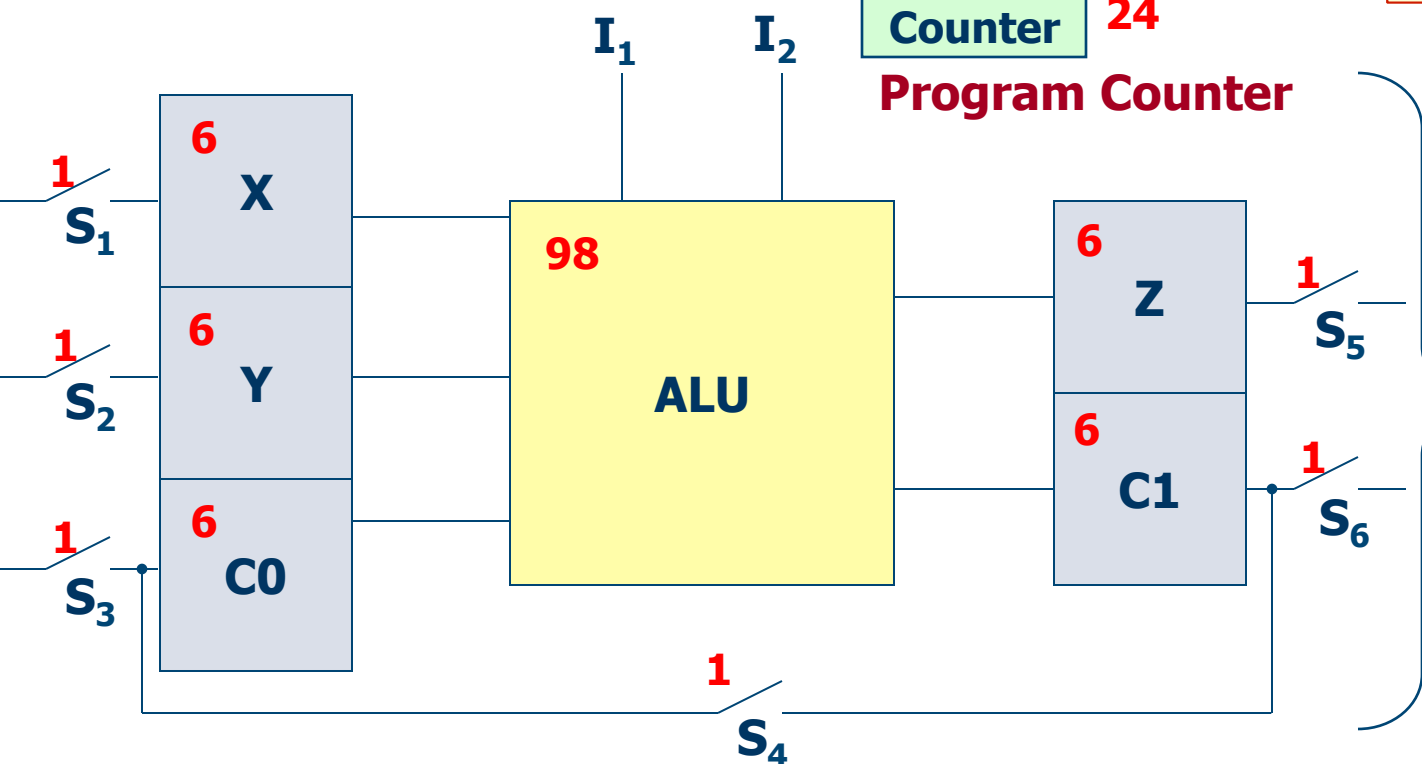 I₁
I₂
Counter
24
Program Counter
6
X
1
S₁
98
6
Z
1
S₅
6
Y
1
S₂
ALU
6
C1
1
S₆
6
C0
1
S₃
1
S₄